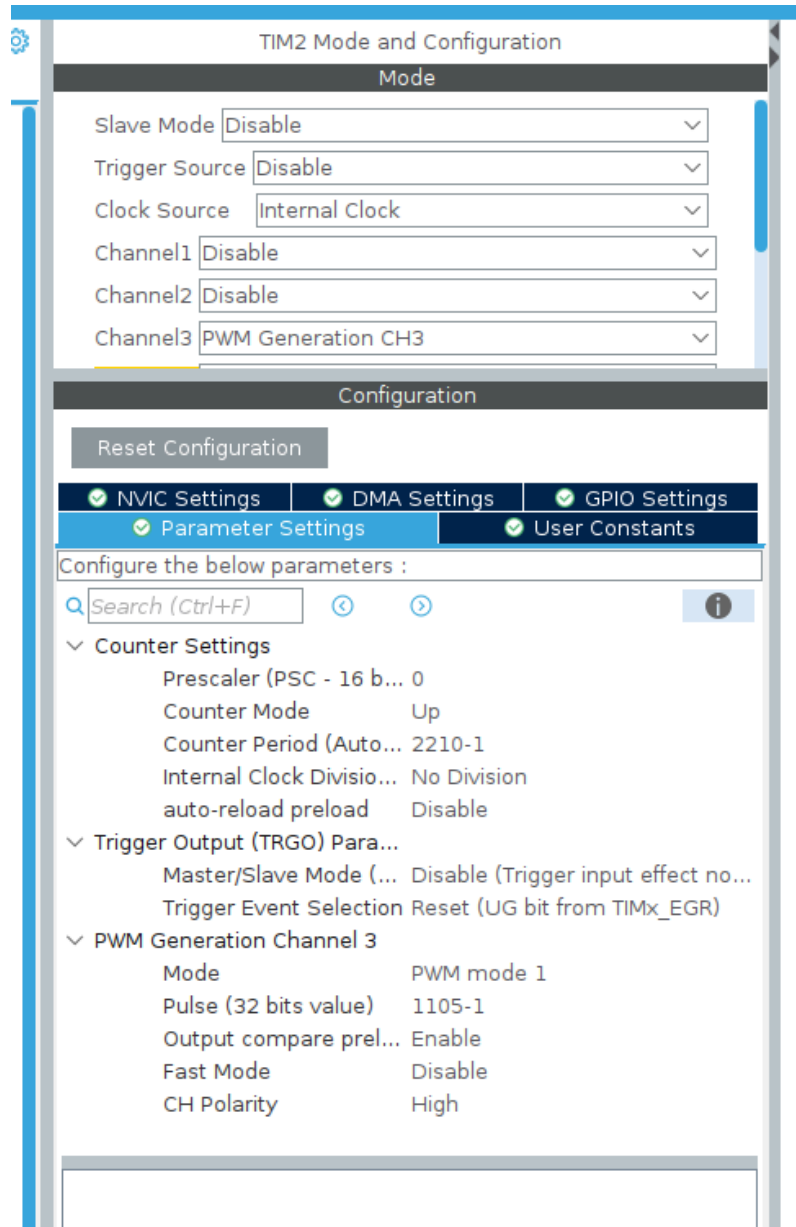 TIM2 Mode and Configuration
Mode
Slave Mode Disable
Trigger Source Disable
Clock Source Internal Clock
Channel1 Disable
Channel2 Disable
Channel3 PWM Generation CH3
Configuration
Reset Configuration
NVIC Settings DMA Settings GPIO Settings
Parameter Settings User Constants
Configure the below parameters :
Search (Ctrl+F)
Counter Settings
Prescaler (PSC - 16 b... 0
Counter Mode Up
Counter Period (Auto... 2210-1
Internal Clock Divisio... No Division
auto-reload preload Disable
Trigger Output (TRGO) Para...
Master/Slave Mode (... Disable (Trigger input effect no...
Trigger Event Selection Reset (UG bit from TIMx_EGR)
PWM Generation Channel 3
Mode PWM mode 1
Pulse (32 bits value) 1105-1
Output compare prel... Enable
Fast Mode Disable
CH Polarity High